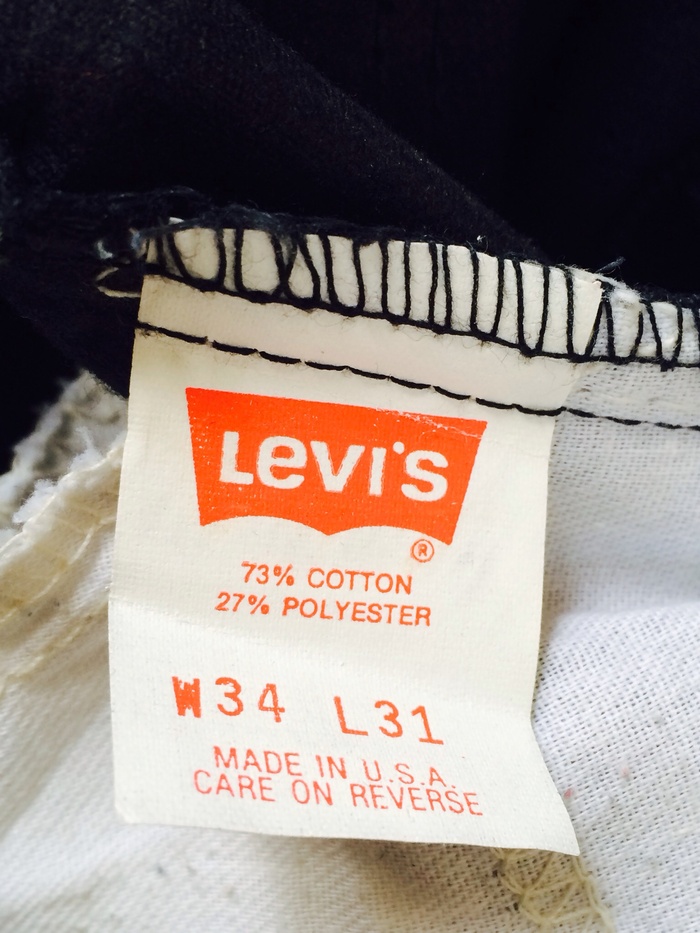 Levi's
®
73% COTTON
27% POLYESTER
W34 L31
MADE IN U.S.A.
CARE ON REVERSE